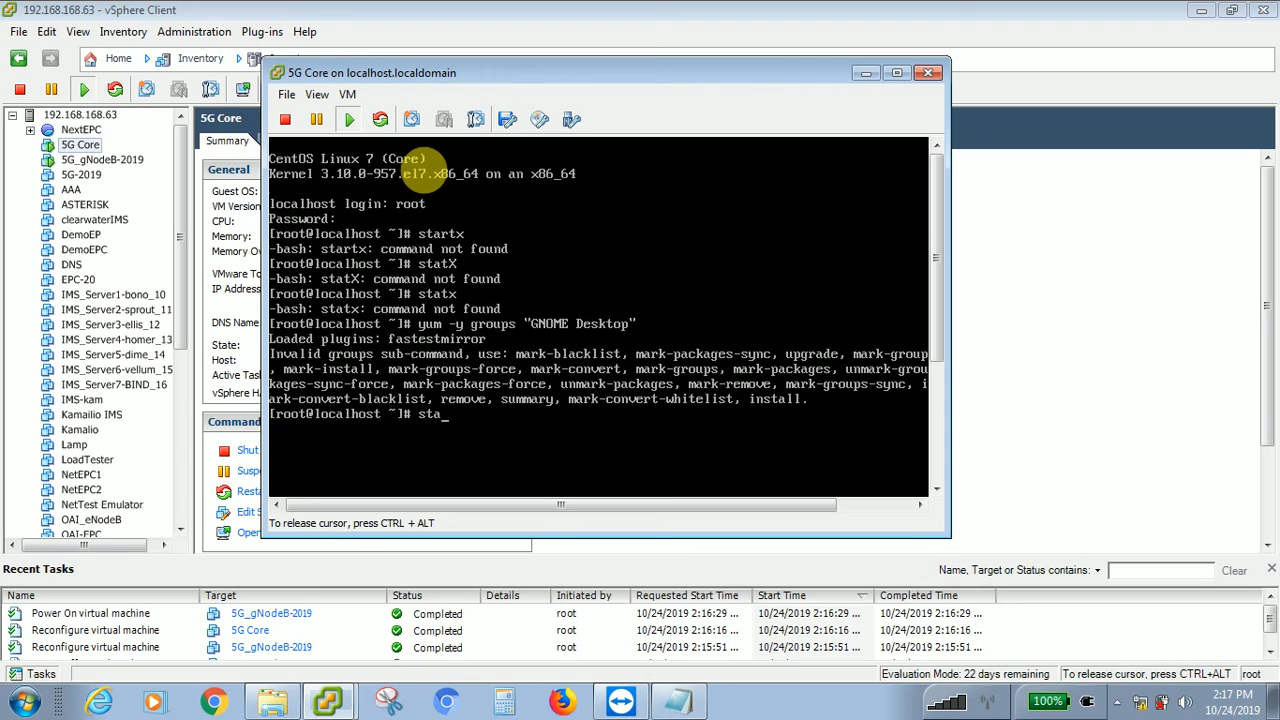 192.168.168.63 - vSphere Client
File Edit View Inventory Administration Plug-ins Help
Home Inventory
5G Core on localhost.localdomain
File View VM
192.168.168.63
NextEPC
5G Core
5G_gNodeB-2019
5G-2019
AAA
ASTERISK
clearwater
DemoEP
DemoEPC
DNS
EPC-20
IMS_Server1-bono_10
IMS_Server2-sprout_11
IMS_Server3-ellis_12
IMS_Server4-homer_13
IMS_Server6-vellum_15
IMS_Server7-BIND_16
IMS-kam
Kamailio IMS
Kamalio
Lamp
LoadTester
NetEPC1
NetEPC2
NetTest Emulator
OAI_eNodeB
OAI-EPC
5G Core
Summary
General
Guest OS:
VM Version
CPU:
Memory:
Memory Ov
VMware To
IP Address
DNS Name
State:
Host:
Active Task
vSphere HA
Command
Shut
Suspe
Resta
Edit S
Open
CentOS Linux 7 (Core)
Kernel 3.10.0-957.el7.x86_64 on an x86_64
localhost login: root
Password:
[root@localhost ~]# startx
-bash: startx: command not found
[root@localhost ~]# statX
-bash: statX: command not found
[root@localhost ~]# statx
-bash: statx: command not found
[root@localhost ~]# yum -y groups "GNOME Desktop"
Loaded plugins: fastestmirror
Invalid groups sub-command, use: mark-blacklist, mark-packages-sync, upgrade, mark-group
, mark-install, mark-groups-force, mark-convert, mark-groups, mark-packages, unmark-grou
kages-sync-force, mark-packages-force, unmark-packages, mark-remove, mark-groups-sync, i
ark-convert-blacklist, remove, summary, mark-convert-whitelist, install.
[root@localhost ~]# sta_
To release cursor, press CTRL + ALT
Recent Tasks
Name, Target or Status contains: Clear
Name Target Status Details Initiated by Requested Start Time Start Time Completed Time
Power On virtual machine 5G_gNodeB-2019 Completed root 10/24/2019 2:16:29 ... 10/24/2019 2:16:29 ... 10/24/2019 2:16:29 ...
Reconfigure virtual machine 5G Core Completed root 10/24/2019 2:16:16 ... 10/24/2019 2:16:16 ... 10/24/2019 2:16:16 ...
Reconfigure virtual machine 5G_gNodeB-2019 Completed root 10/24/2019 2:15:51 ... 10/24/2019 2:15:51 ... 10/24/2019 2:15:51 ...
Tasks Evaluation Mode: 22 days remaining To release cursor, press CTRL+ALT root
100% 2:17 PM
10/24/2019